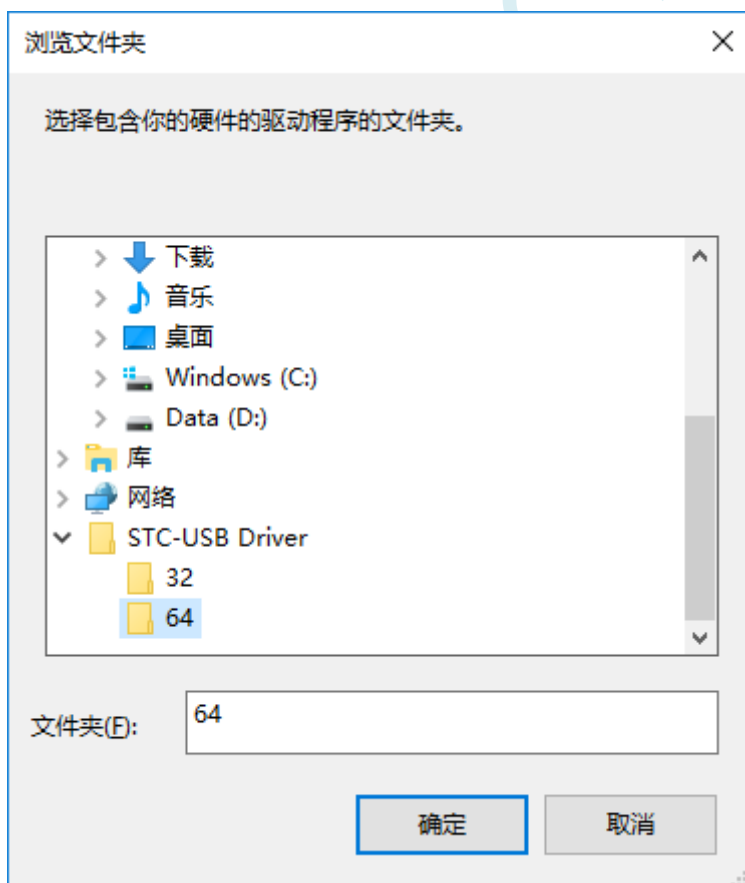 浏览文件夹
选择包含你的硬件的驱动程序的文件夹。
下载
音乐
桌面
Windows (C:)
Data (D:)
库
网络
STC-USB Driver
32
64
文件夹(F): 64
确定 取消